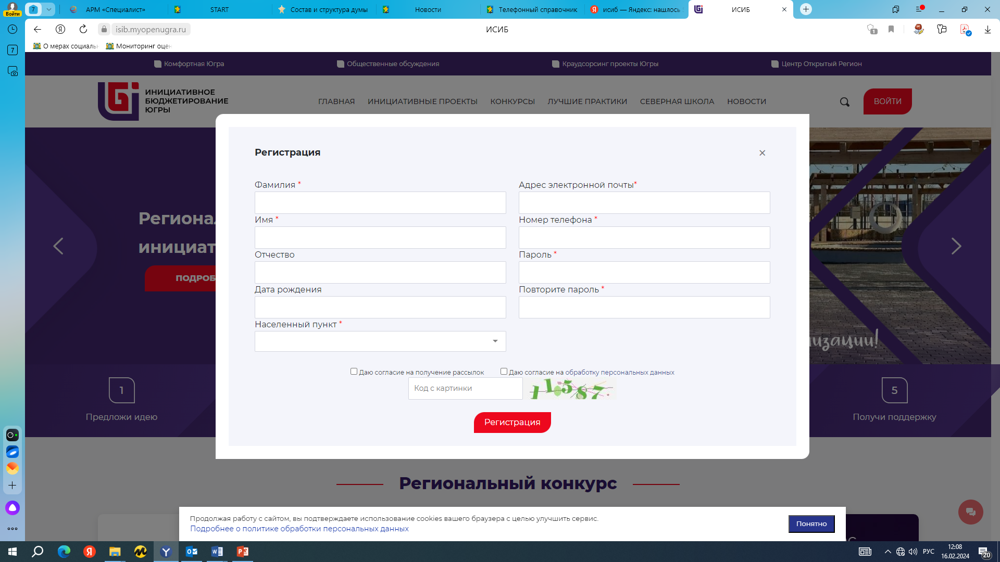 Войти
7
АРМ «Специалист»
START
Состав и структура думы
Новости
Телефонный справочник
исиб — Яндекс: нашлось
ИСИБ
isib.myopenugra.ru
ИСИБ
1
7
О мерах социаль
Мониторинг оцен
Комфортная Югра
Общественные обсуждения
Краудсорсинг проекты Югры
Центр Открытый Регион
ИНИЦИАТИВНОЕ
БЮДЖЕТИРОВАНИЕ
ЮГРЫ
ГЛАВНАЯ
ИНИЦИАТИВНЫЕ ПРОЕКТЫ
КОНКУРСЫ
ЛУЧШИЕ ПРАКТИКИ
СЕВЕРНАЯ ШКОЛА
НОВОСТИ
ВОЙТИ
Регистрация
Фамилия *
Адрес электронной почты*
Имя *
Номер телефона *
Отчество
Пароль *
Дата рождения
Повторите пароль *
Населенный пункт *
Региона
инициат
ПОДРОБ
изации!
Даю согласие на получение рассылок
Даю согласие на обработку персональных данных
Код с картинки
11587
Регистрация
1
Предложи идею
5
Получи поддержку
Региональный конкурс
Продолжая работу с сайтом, вы подтверждаете использование cookies вашего браузера с целью улучшить сервис.
Подробнее о политике обработки персональных данных
Понятно
РУС
12:08
16.02.2024
20